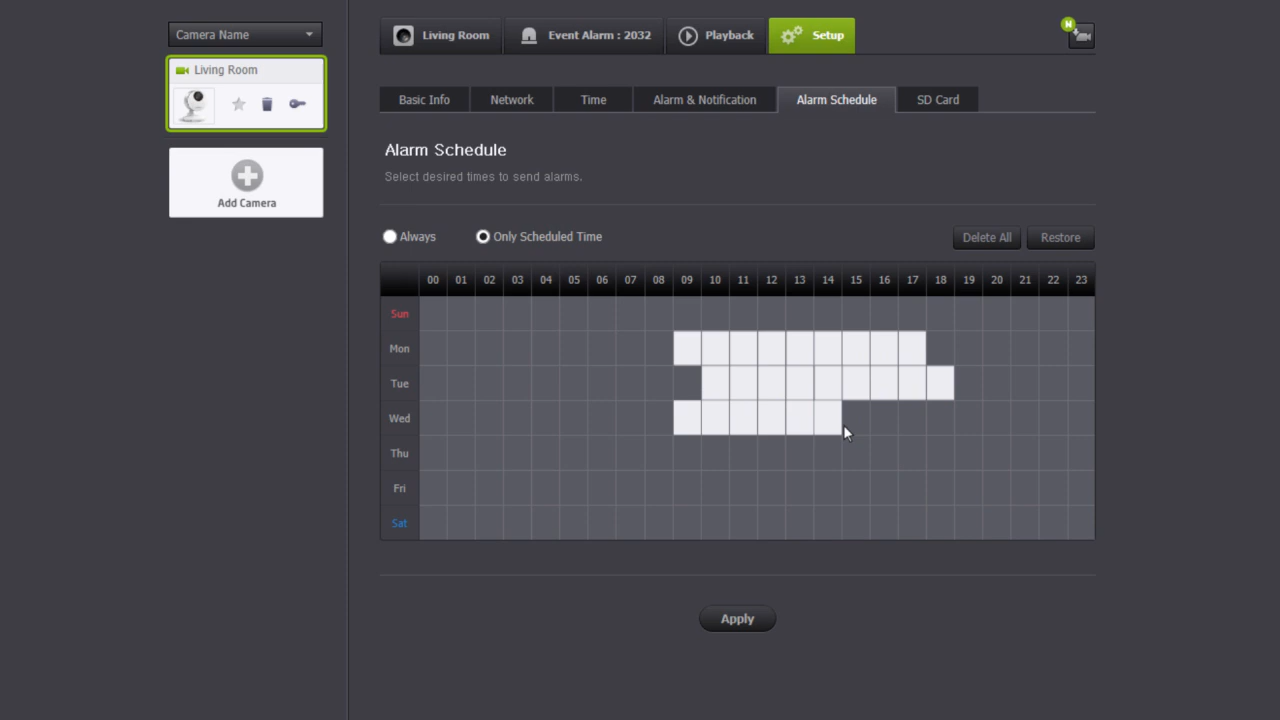 Camera Name
Living Room
Add Camera
Living Room
Event Alarm : 2032
Playback
Setup
N
Basic Info
Network
Time
Alarm & Notification
Alarm Schedule
SD Card
Alarm Schedule
Select desired times to send alarms.
Always
Only Scheduled Time
Delete All
Restore
00 01 02 03 04 05 06 07 08 09 10 11 12 13 14 15 16 17 18 19 20 21 22 23
Sun
Mon
Tue
Wed
Thu
Fri
Sat
Apply